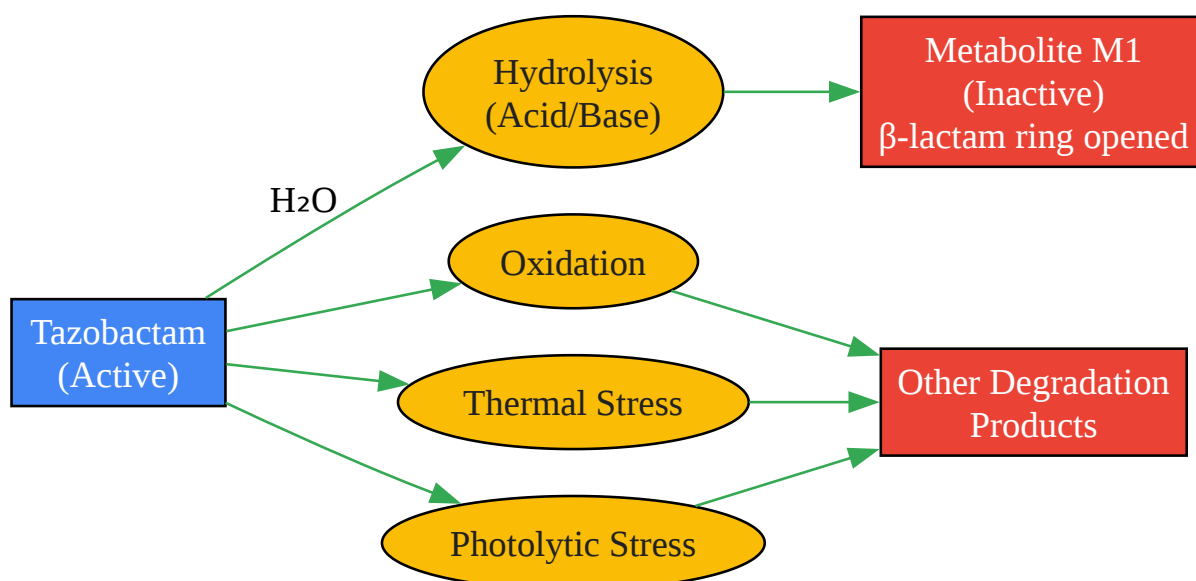 Hydrolysis
(Acid/Base)
Metabolite M1
(Inactive)
β-lactam ring opened
H₂O
Oxidation
Tazobactam
(Active)
Thermal Stress
Other Degradation
Products
Photolytic Stress